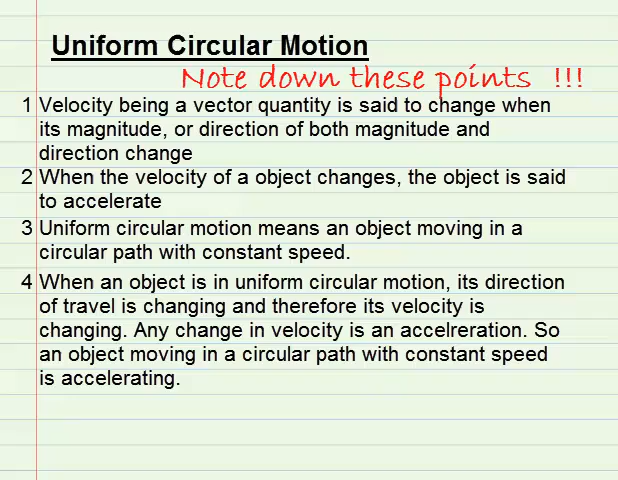 Uniform Circular Motion
Note down these points !!!
1 Velocity being a vector quantity is said to change when
its magnitude, or direction of both magnitude and
direction change
2 When the velocity of a object changes, the object is said
to accelerate
3 Uniform circular motion means an object moving in a
circular path with constant speed.
4 When an object is in uniform circular motion, its direction
of travel is changing and therefore its velocity is
changing. Any change in velocity is an accelreration. So
an object moving in a circular path with constant speed
is accelerating.